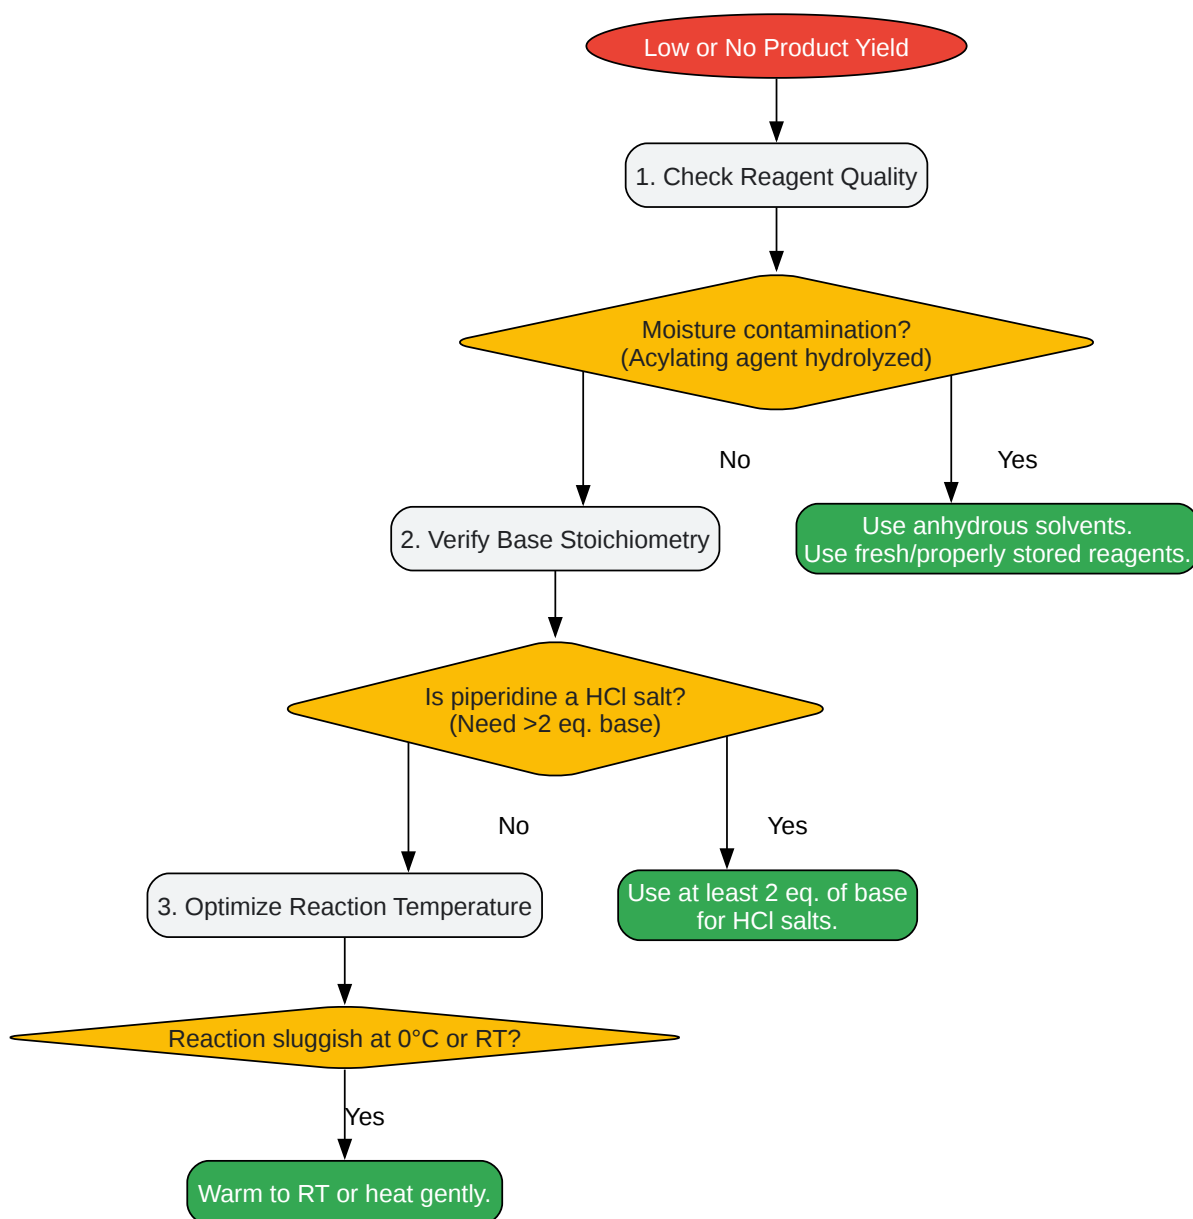 Low or No Product Yield
1. Check Reagent Quality
Moisture contamination?
(Acylating agent hydrolyzed)
No
Yes
2. Verify Base Stoichiometry
Use anhydrous solvents.
Use fresh/properly stored reagents.
Is piperidine a HCl salt?
(Need >2 eq. base)
No
Yes
3. Optimize Reaction Temperature
Use at least 2 eq. of base
for HCl salts.
Reaction sluggish at 0°C or RT?
Yes
Warm to RT or heat gently.